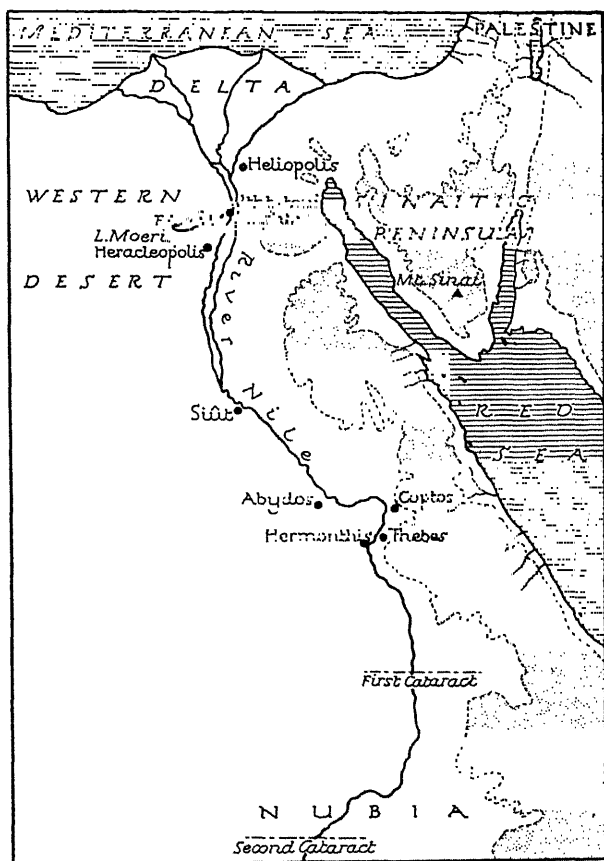 MEDITERRANEAN SEA
PALESTINE
DELTA
Heliopolis
WESTERN
SINAITIC
F
PENINSULA
L. Moeri
Heracleopolis
DESERT
Mt. Sinai
River Nile
Siût
RED
SEA
Abydos
Coptos
Hermonthis
Thebes
First Cataract
NUBIA
Second Cataract